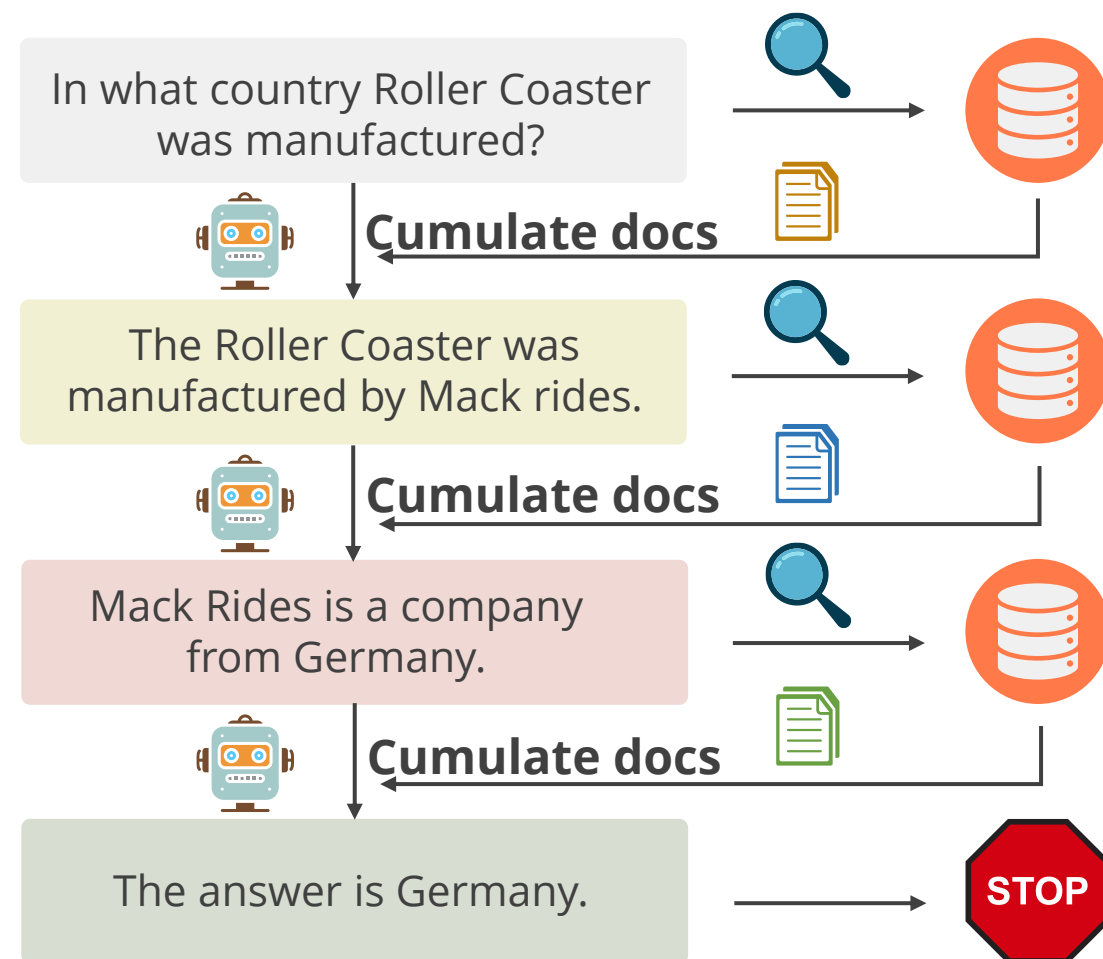 In what country Roller Coaster
was manufactured?
Cumulate docs
The Roller Coaster was
manufactured by Mack rides.
Cumulate docs
Mack Rides is a company
from Germany.
Cumulate docs
The answer is Germany.
STOP